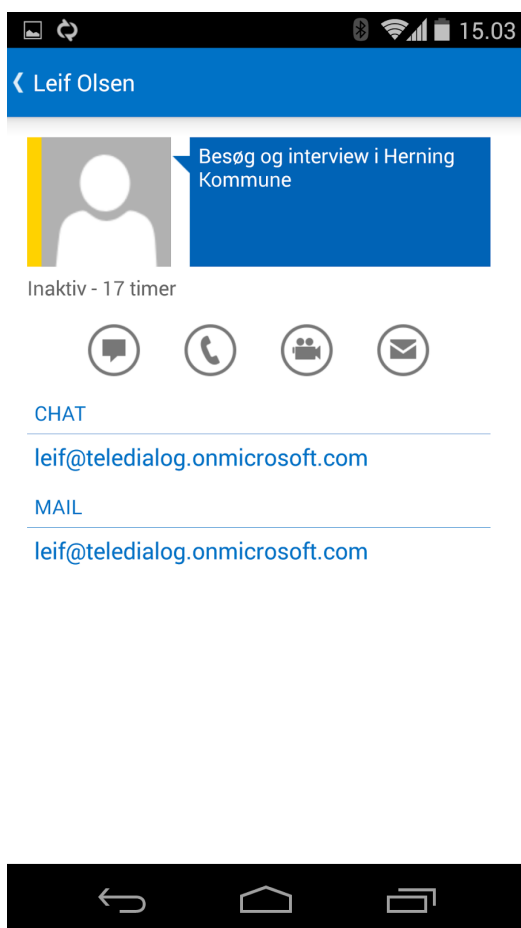 15.03
Leif Olsen
Besøg og interview i Herning
Kommune
Inaktiv - 17 timer
CHAT
leif@teledialog.onmicrosoft.com
MAIL
leif@teledialog.onmicrosoft.com